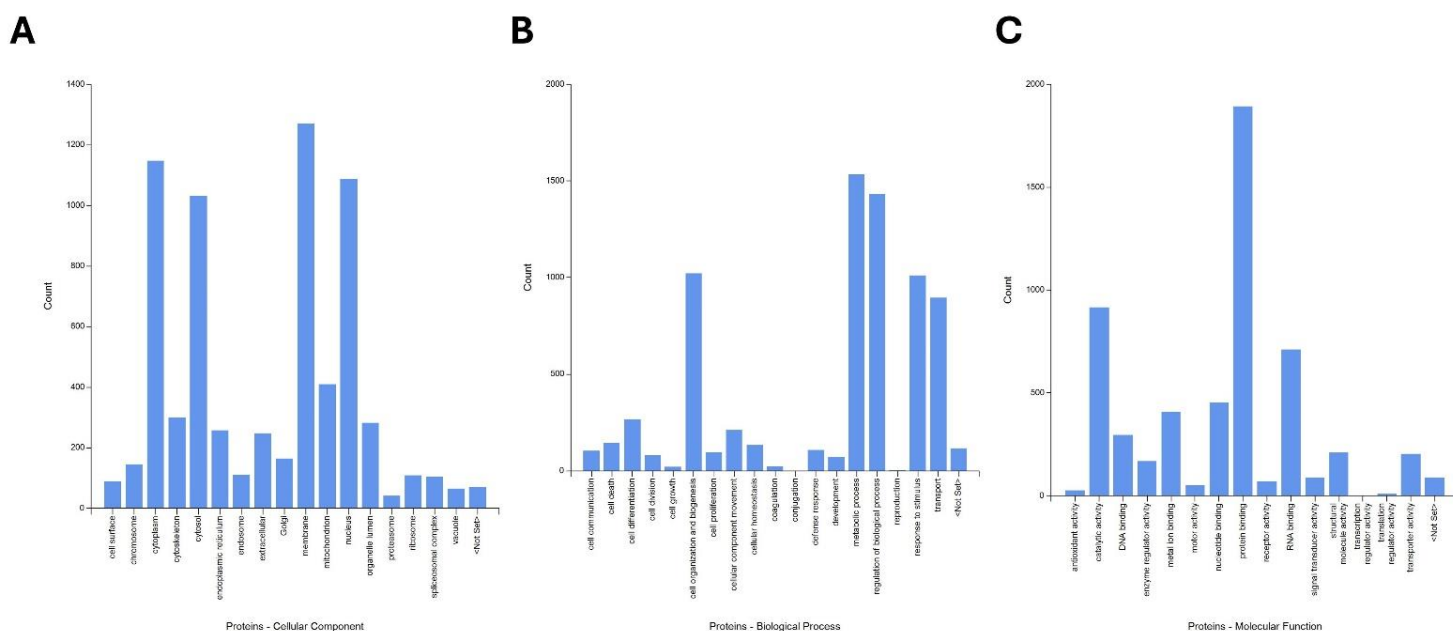 A
B
C
1400
1200
1000
800
600
400
200
0
Count
cell surface
chromosome
cytoplasm
cytoskeleton
cytosol
endoplasmic reticulum
endosome
extracellular
Golgi
membrane
mitochondrion
nucleus
organelle lumen
proteasome
ribosome
spliceosomal complex
vacuole
<Not Set>
Proteins - Cellular Component
2000
1500
1000
500
0
Count
cell communication
cell death
cell differentiation
cell division
cell growth
cell organization and biogenesis
cell proliferation
cellular component movement
cellular homeostasis
coagulation
conjugation
defense response
development
metabolic process
regulation of biological process
reproduction
response to stimulus
transport
<Not Set>
Proteins - Biological Process
2000
1500
1000
500
0
Count
antioxidant activity
catalytic activity
DNA binding
enzyme regulator activity
metal ion binding
motor activity
nucleotide binding
protein binding
receptor activity
RNA binding
signal transducer activity
structural
molecule activity
transcription
regulator activity
translation
regulator activity
transporter activity
<Not Set>
Proteins - Molecular Function